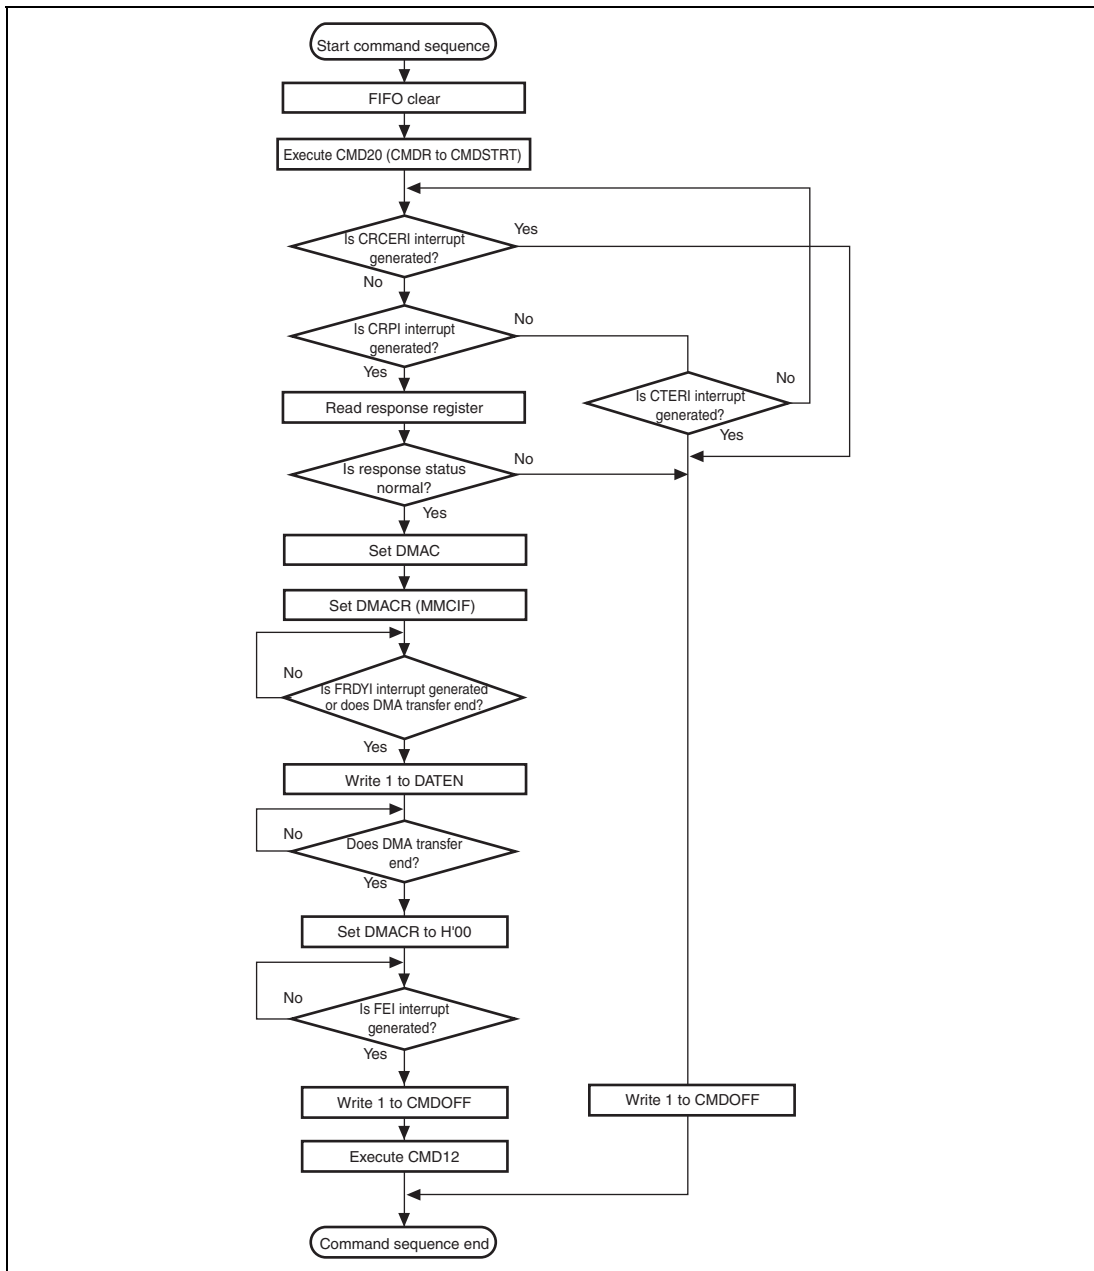 Start command sequence
FIFO clear
Execute CMD20 (CMDR to CMDSTRT)
Is CRCERI interrupt
generated?
Yes
No
Is CRPI interrupt
generated?
No
Yes
Is CTERI interrupt
generated?
No
Yes
Read response register
Is response status
normal?
No
Yes
Set DMAC
Set DMACR (MMCIF)
No
Is FRDYI interrupt generated
or does DMA transfer end?
Yes
Write 1 to DATEN
No
Does DMA transfer
end?
Yes
Set DMACR to H'00
No
Is FEI interrupt
generated?
Yes
Write 1 to CMDOFF
Write 1 to CMDOFF
Execute CMD12
Command sequence end